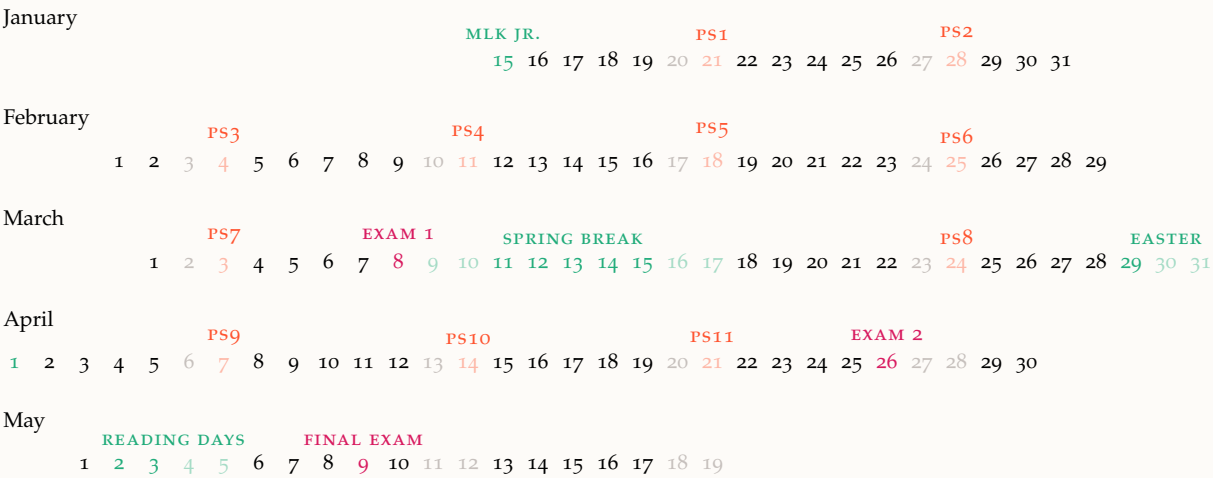 January
MLK JR. PS1 PS2
15 16 17 18 19 20 21 22 23 24 25 26 27 28 29 30 31
February
PS3 PS4 PS5 PS6
1 2 3 4 5 6 7 8 9 10 11 12 13 14 15 16 17 18 19 20 21 22 23 24 25 26 27 28 29
March
PS7 EXAM 1 SPRING BREAK PS8 EASTER
1 2 3 4 5 6 7 8 9 10 11 12 13 14 15 16 17 18 19 20 21 22 23 24 25 26 27 28 29 30 31
April
PS9 PS10 PS11 EXAM 2
1 2 3 4 5 6 7 8 9 10 11 12 13 14 15 16 17 18 19 20 21 22 23 24 25 26 27 28 29 30
May
READING DAYS FINAL EXAM
1 2 3 4 5 6 7 8 9 10 11 12 13 14 15 16 17 18 19